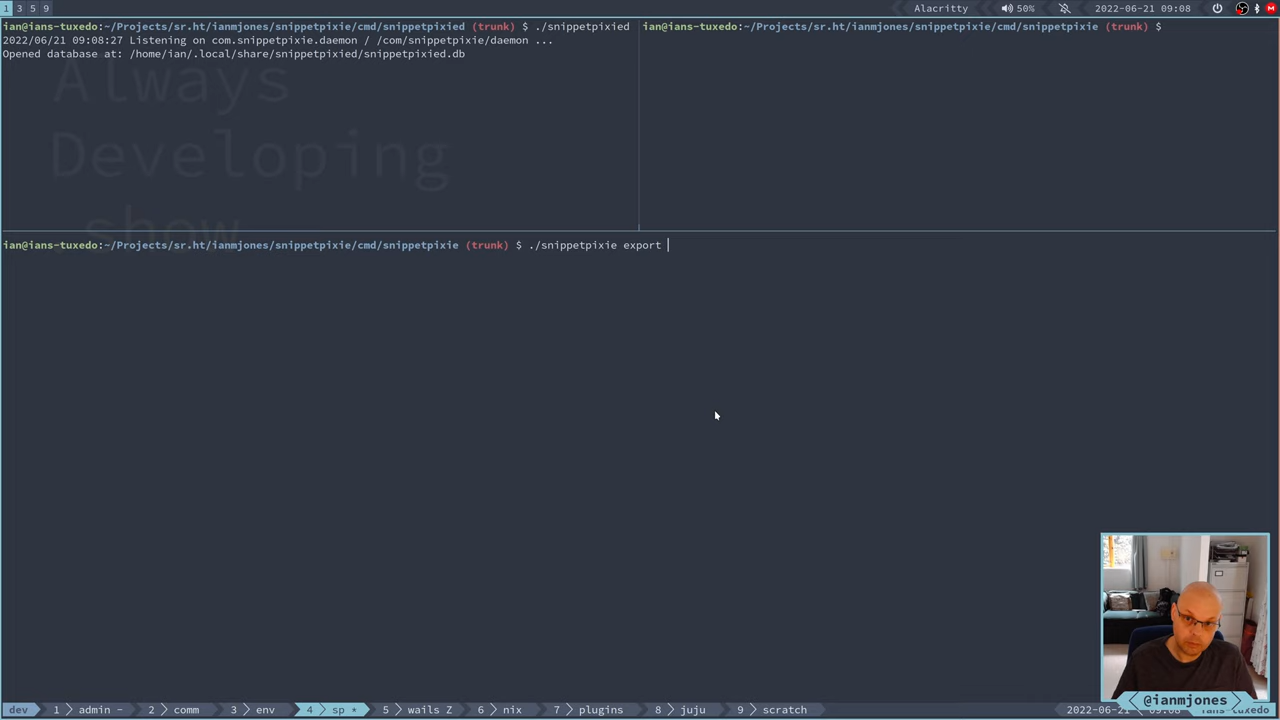 1 3 5 9
Alacritty
50%
2022-06-21 09:08
ian@ians-tuxedo:~/Projects/sr.ht/ianmjones/snippetpixie/cmd/snippetpixied (trunk) $ ./snippetpixied
2022/06/21 09:08:27 Listening on com.snippetpixie.daemon / /com/snippetpixie/daemon ...
Opened database at: /home/ian/.local/share/snippetpixied/snippetpixied.db
ian@ians-tuxedo:~/Projects/sr.ht/ianmjones/snippetpixie/cmd/snippetpixie (trunk) $
Always
Developing
show
ian@ians-tuxedo:~/Projects/sr.ht/ianmjones/snippetpixie/cmd/snippetpixie (trunk) $ ./snippetpixie export
@ianmjones
dev 1 admin - 2 comm 3 env 4 sp * 5 wails Z 6 nix 7 plugins 8 juju 9 scratch